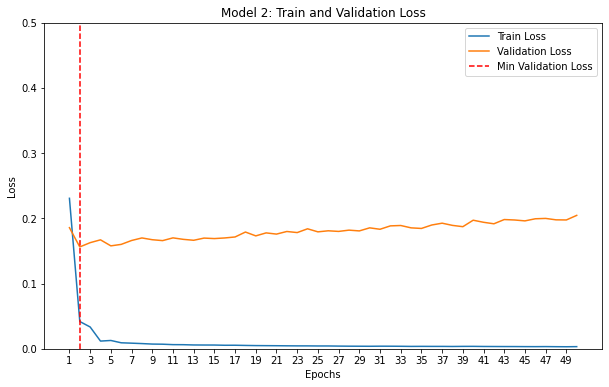 Model 2: Train and Validation Loss
Train Loss
Validation Loss
Min Validation Loss
Loss
0.5
0.4
0.3
0.2
0.1
0.0
1 3 5 7 9 11 13 15 17 19 21 23 25 27 29 31 33 35 37 39 41 43 45 47 49
Epochs